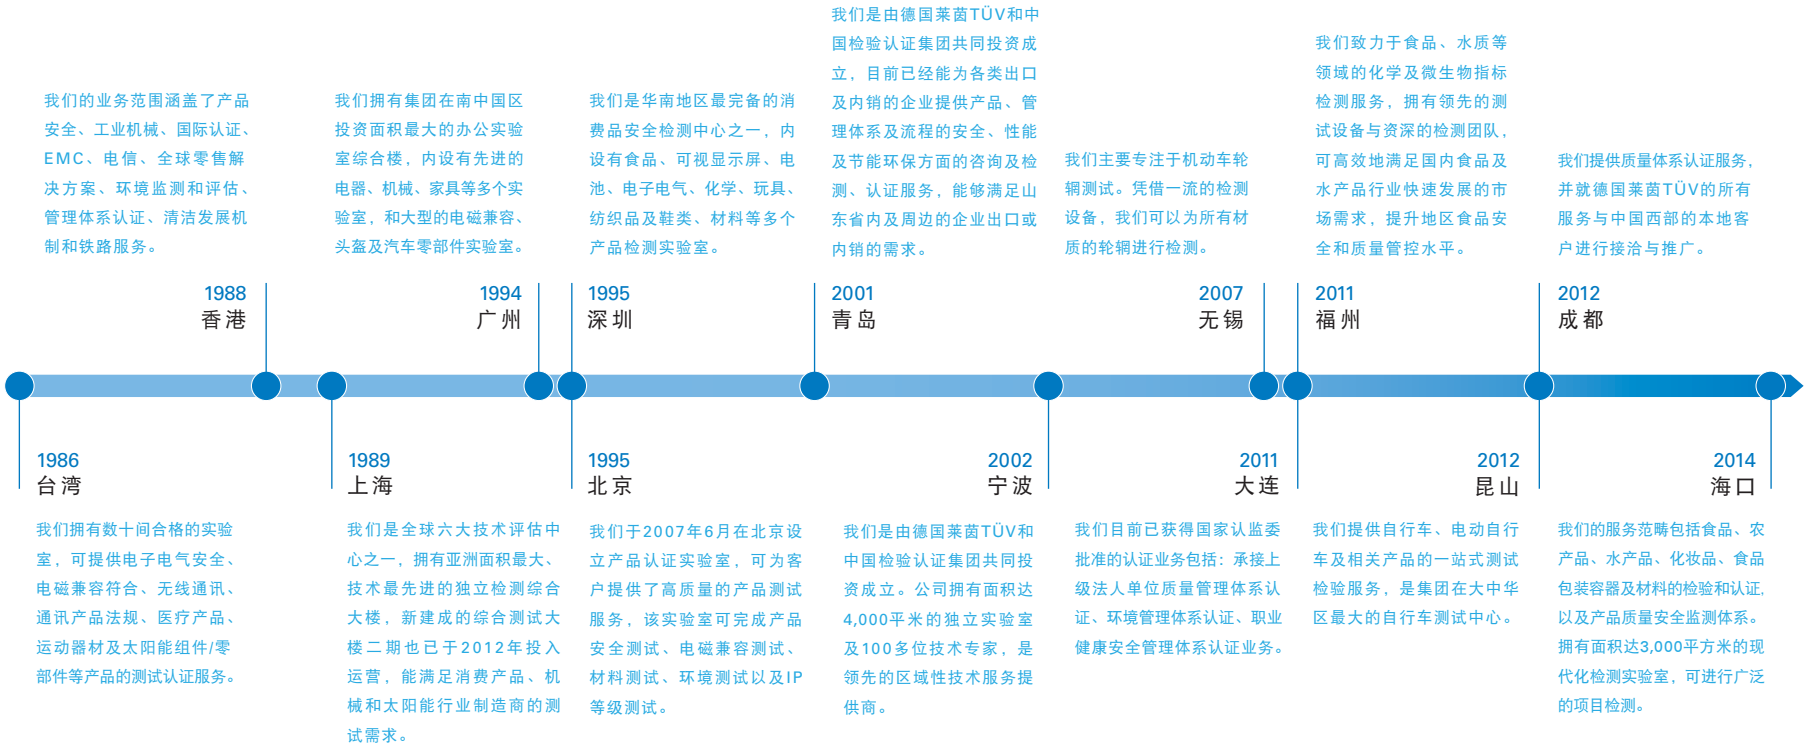 我们的业务范围涵盖了产品
安全、工业机械、国际认证、
EMC、电信、全球零售解
决方案、环境监测和评估、
管理体系认证、清洁发展机
制和铁路服务。
1988
香港
我们拥有集团在南中国区
投资面积最大的办公实验
室综合楼，内设有先进的
电器、机械、家具等多个实
验室，和大型的电磁兼容、
头盔及汽车零部件实验室。
1994
广州
我们是华南地区最完备的消
费品安全检测中心之一，内
设有食品、可视显示屏、电
池、电子电气、化学、玩具、
纺织品及鞋类、材料等多个
产品检测实验室。
1995
深圳
我们是由德国莱茵TÜV和中
国检验认证集团共同投资成
立，目前已经能为各类出口
及内销的企业提供产品、管
理体系及流程的安全、性能
及节能环保方面的咨询及检
测、认证服务，能够满足山
东省内及周边的企业出口或
内销的需求。
2001
青岛
我们主要专注于机动车轮
辋测试。凭借一流的检测
设备，我们可以为所有材
质的轮辋进行检测。
2007
无锡
我们致力于食品、水质等
领域的化学及微生物指标
检测服务，拥有领先的测
试设备与资深的检测团队，
可高效地满足国内食品及
水产品行业快速发展的市
场需求，提升地区食品安
全和质量管控水平。
2011
福州
我们提供质量体系认证服务，
并就德国莱茵TÜV的所有
服务与中国西部的本地客
户进行接洽与推广。
2012
成都
1986
台湾
我们拥有数十间合格的实验
室，可提供电子电气安全、
电磁兼容符合、无线通讯、
通讯产品法规、医疗产品、
运动器材及太阳能组件/零
部件等产品的测试认证服务。
1989
上海
我们是全球六大技术评估中
心之一，拥有亚洲面积最大、
技术最先进的独立检测综合
大楼，新建成的综合测试大
楼二期也已于2012年投入
运营，能满足消费产品、机
械和太阳能行业制造商的测
试需求。
1995
北京
我们于2007年6月在北京设
立产品认证实验室，可为客
户提供了高质量的产品测试
服务，该实验室可完成产品
安全测试、电磁兼容测试、
材料测试、环境测试以及IP
等级测试。
2002
宁波
我们是由德国莱茵TÜV和
中国检验认证集团共同投
资成立。公司拥有面积达
4,000平米的独立实验室
及100多位技术专家，是
领先的区域性技术服务提
供商。
2011
大连
我们目前已获得国家认监委
批准的认证业务包括：承接上
级法人单位质量管理体系认
证、环境管理体系认证、职业
健康安全管理体系认证业务。
2012
昆山
我们提供自行车、电动自行
车及相关产品的一站式测试
检验服务，是集团在大中华
区最大的自行车测试中心。
2014
海口
我们的服务范畴包括食品、农
产品、水产品、化妆品、食品
包装容器及材料的检验和认证，
以及产品质量安全监测体系。
拥有面积达3,000平方米的现
代化检测实验室，可进行广泛
的项目检测。